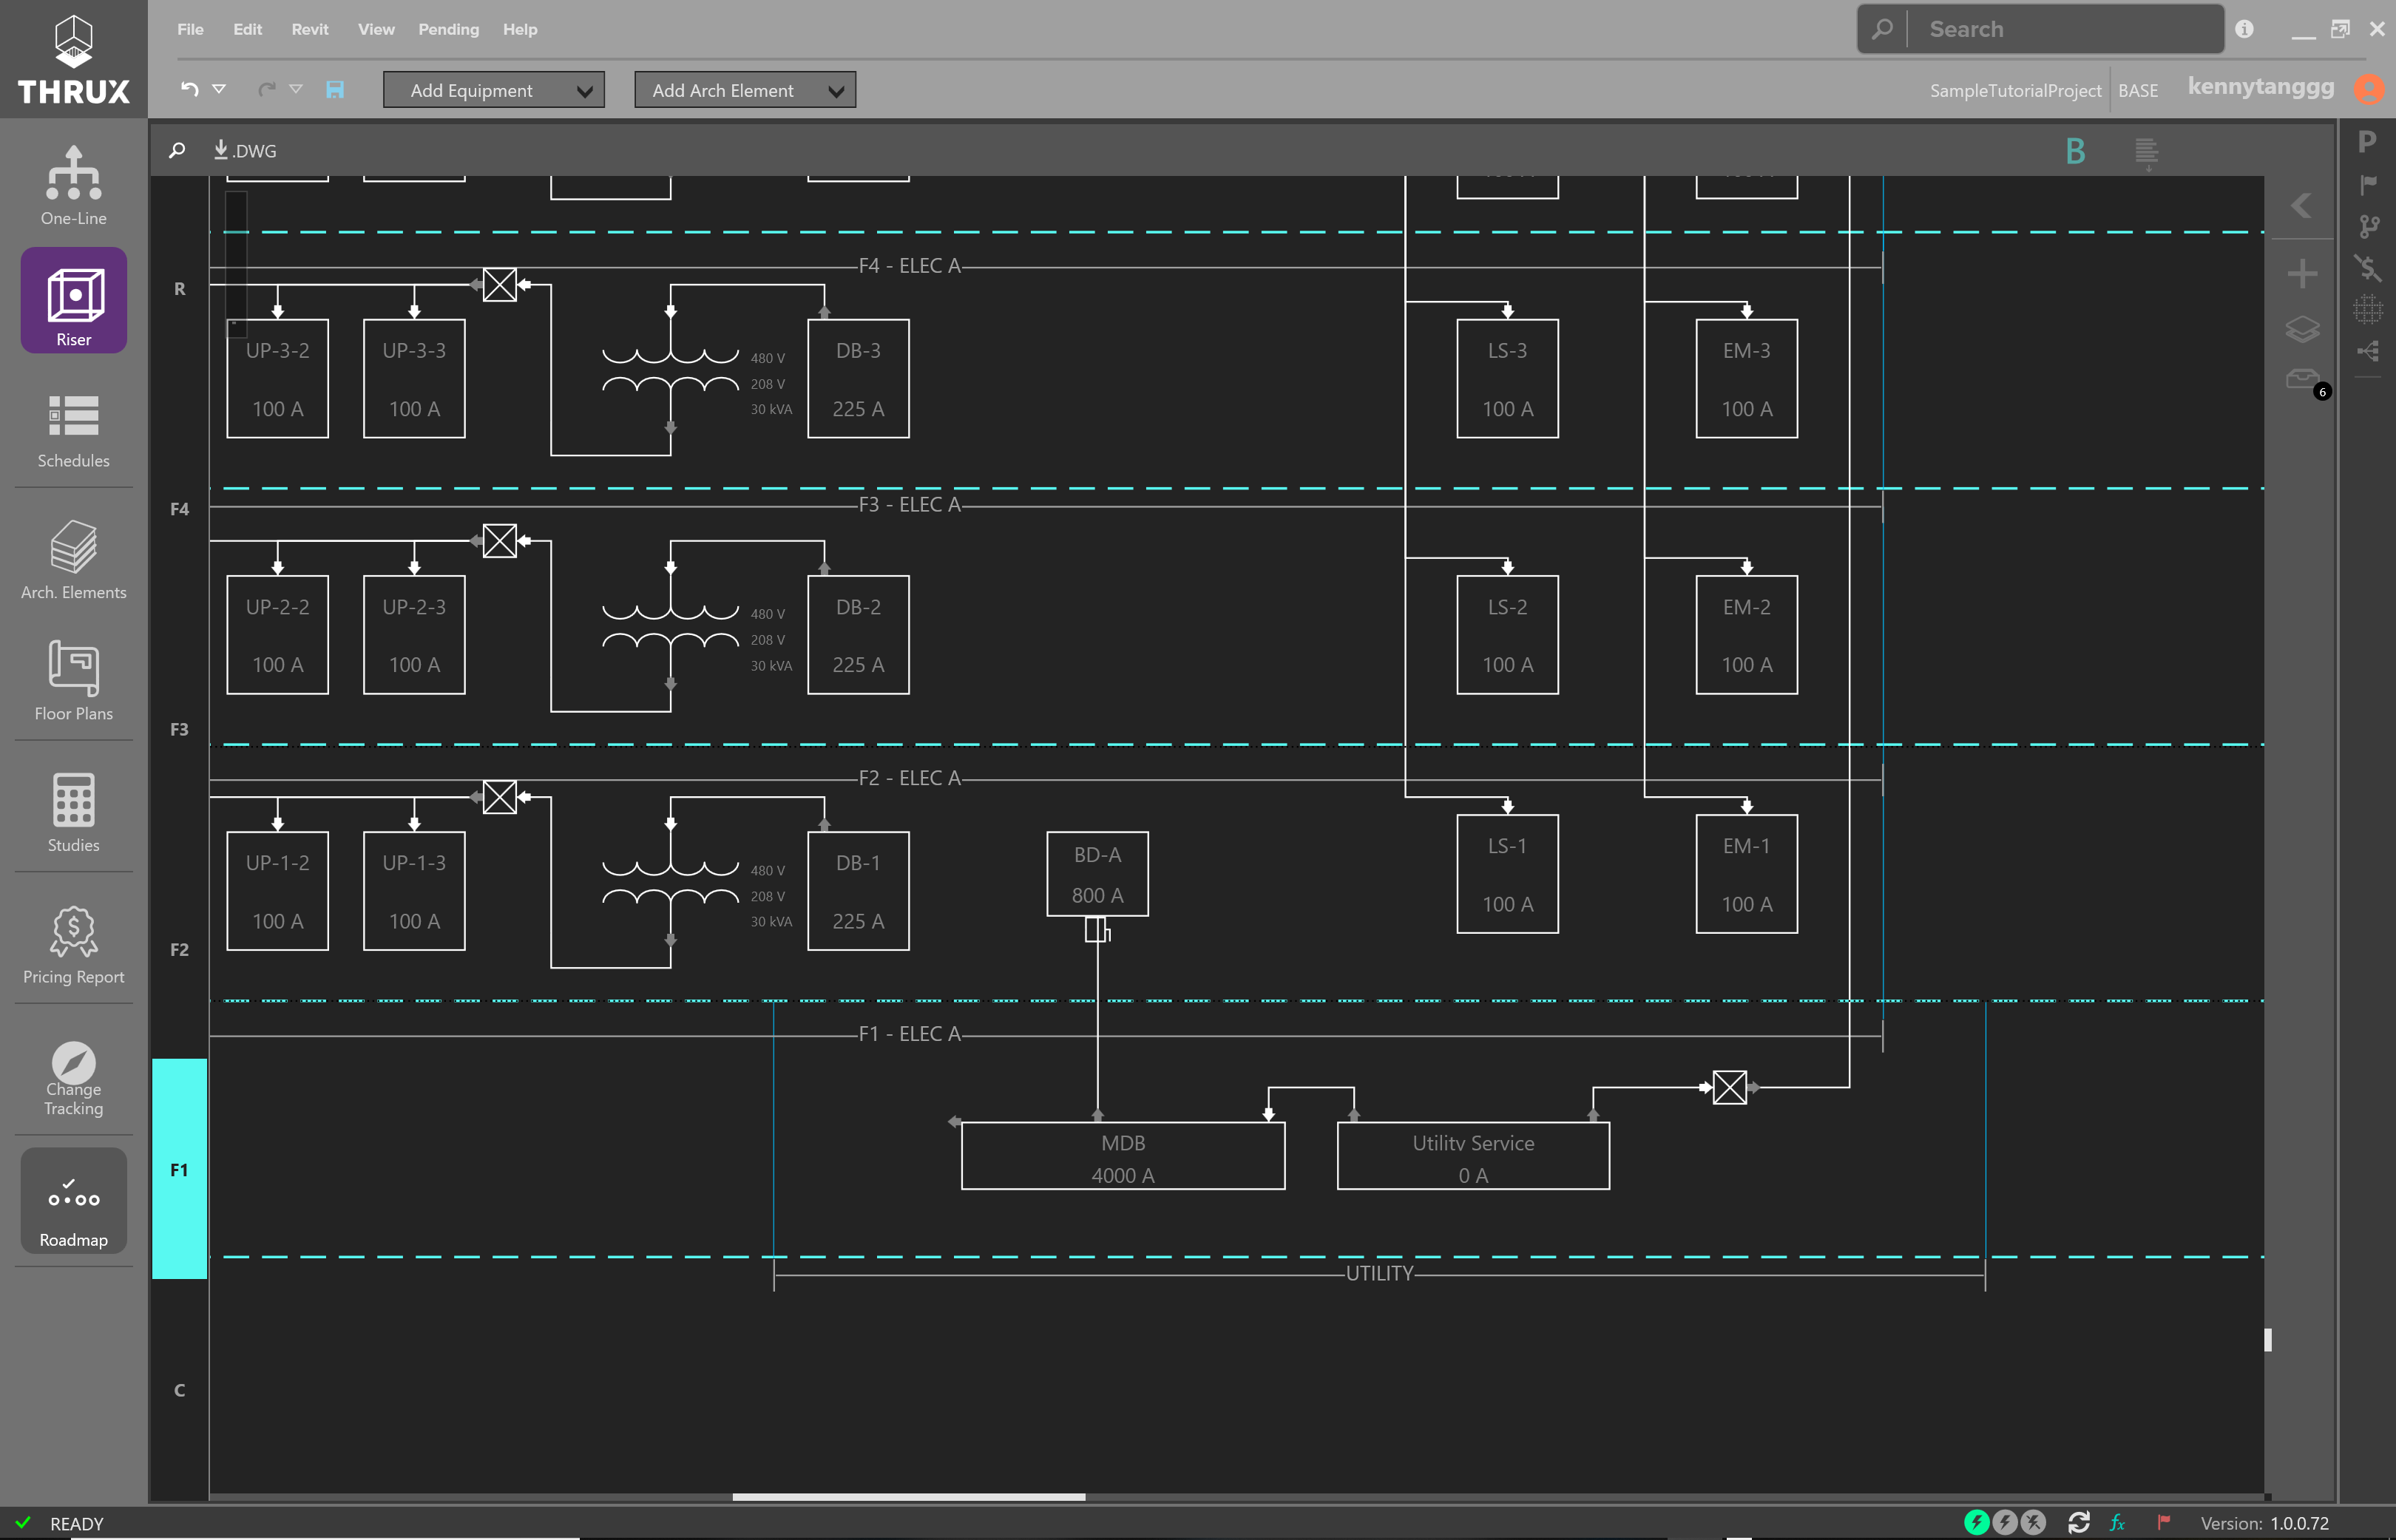 THRUX
File Edit Revit View Pending Help
Search
Add Equipment
Add Arch Element
SampleTutorialProject
BASE
kennytanggg
One-Line
Riser
Schedules
Arch. Elements
Floor Plans
Studies
Pricing Report
Change
Tracking
Roadmap
.DWG
B
P
6
R
F4
F3
F2
F1
C
F4 - ELEC A
UP-3-2
100 A
UP-3-3
100 A
480 V
208 V
30 kVA
DB-3
225 A
LS-3
100 A
EM-3
100 A
F3 - ELEC A
UP-2-2
100 A
UP-2-3
100 A
480 V
208 V
30 kVA
DB-2
225 A
LS-2
100 A
EM-2
100 A
F2 - ELEC A
UP-1-2
100 A
UP-1-3
100 A
480 V
208 V
30 kVA
DB-1
225 A
BD-A
800 A
LS-1
100 A
EM-1
100 A
F1 - ELEC A
MDB
4000 A
Utility Service
0 A
UTILITY
READY
fx
Version: 1.0.0.72